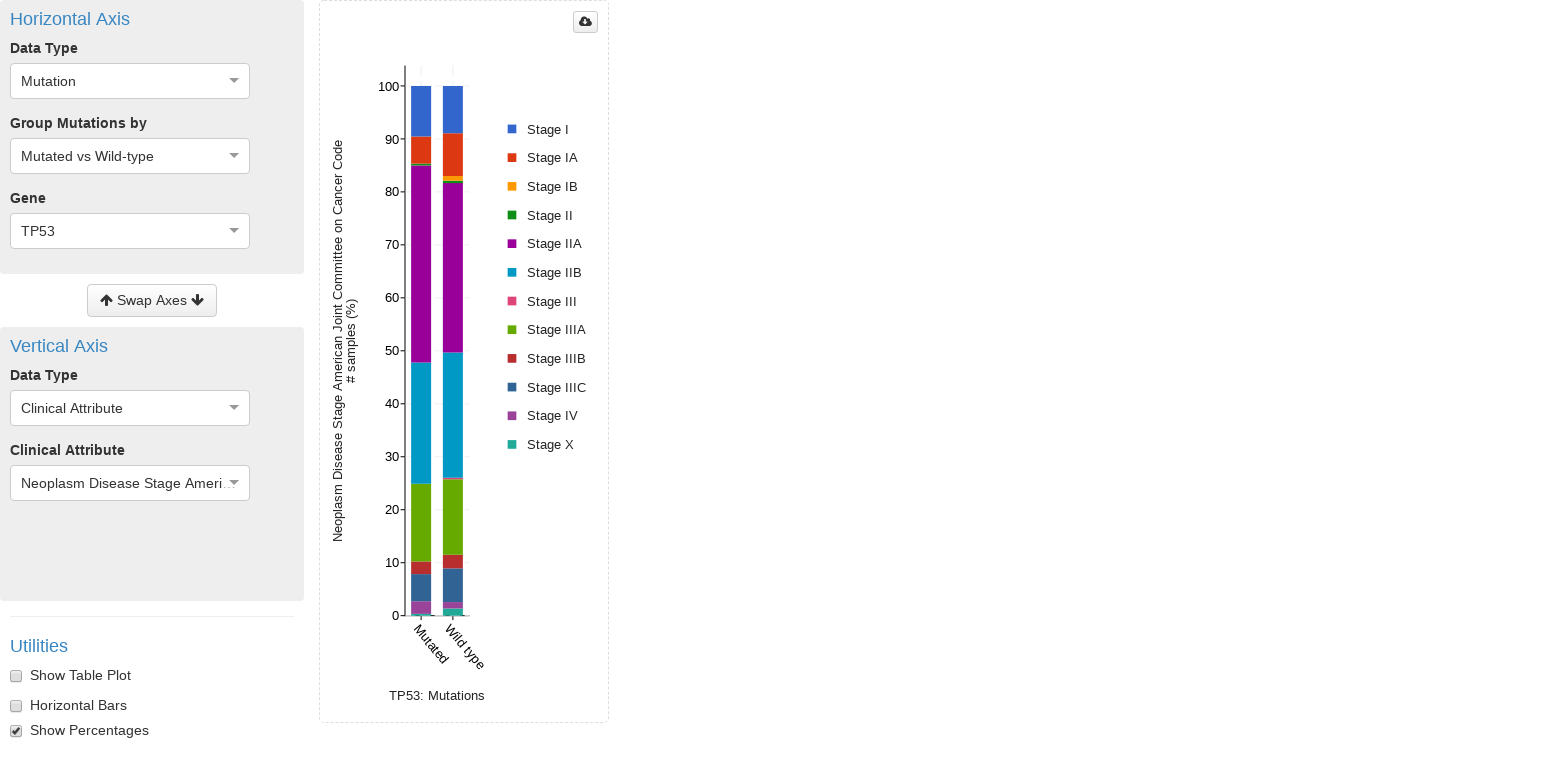 Horizontal Axis
Data Type
Mutation
Group Mutations by
Mutated vs Wild-type
Gene
TP53
Swap Axes
Vertical Axis
Data Type
Clinical Attribute
Clinical Attribute
Neoplasm Disease Stage Ameri...
Utilities
Show Table Plot
Horizontal Bars
Show Percentages
Neoplasm Disease Stage American Joint Committee on Cancer Code
# samples (%)
100
90
80
70
60
50
40
30
20
10
0
Mutated
Wild type
TP53: Mutations
Stage I
Stage IA
Stage IB
Stage II
Stage IIA
Stage IIB
Stage III
Stage IIIA
Stage IIIB
Stage IIIC
Stage IV
Stage X